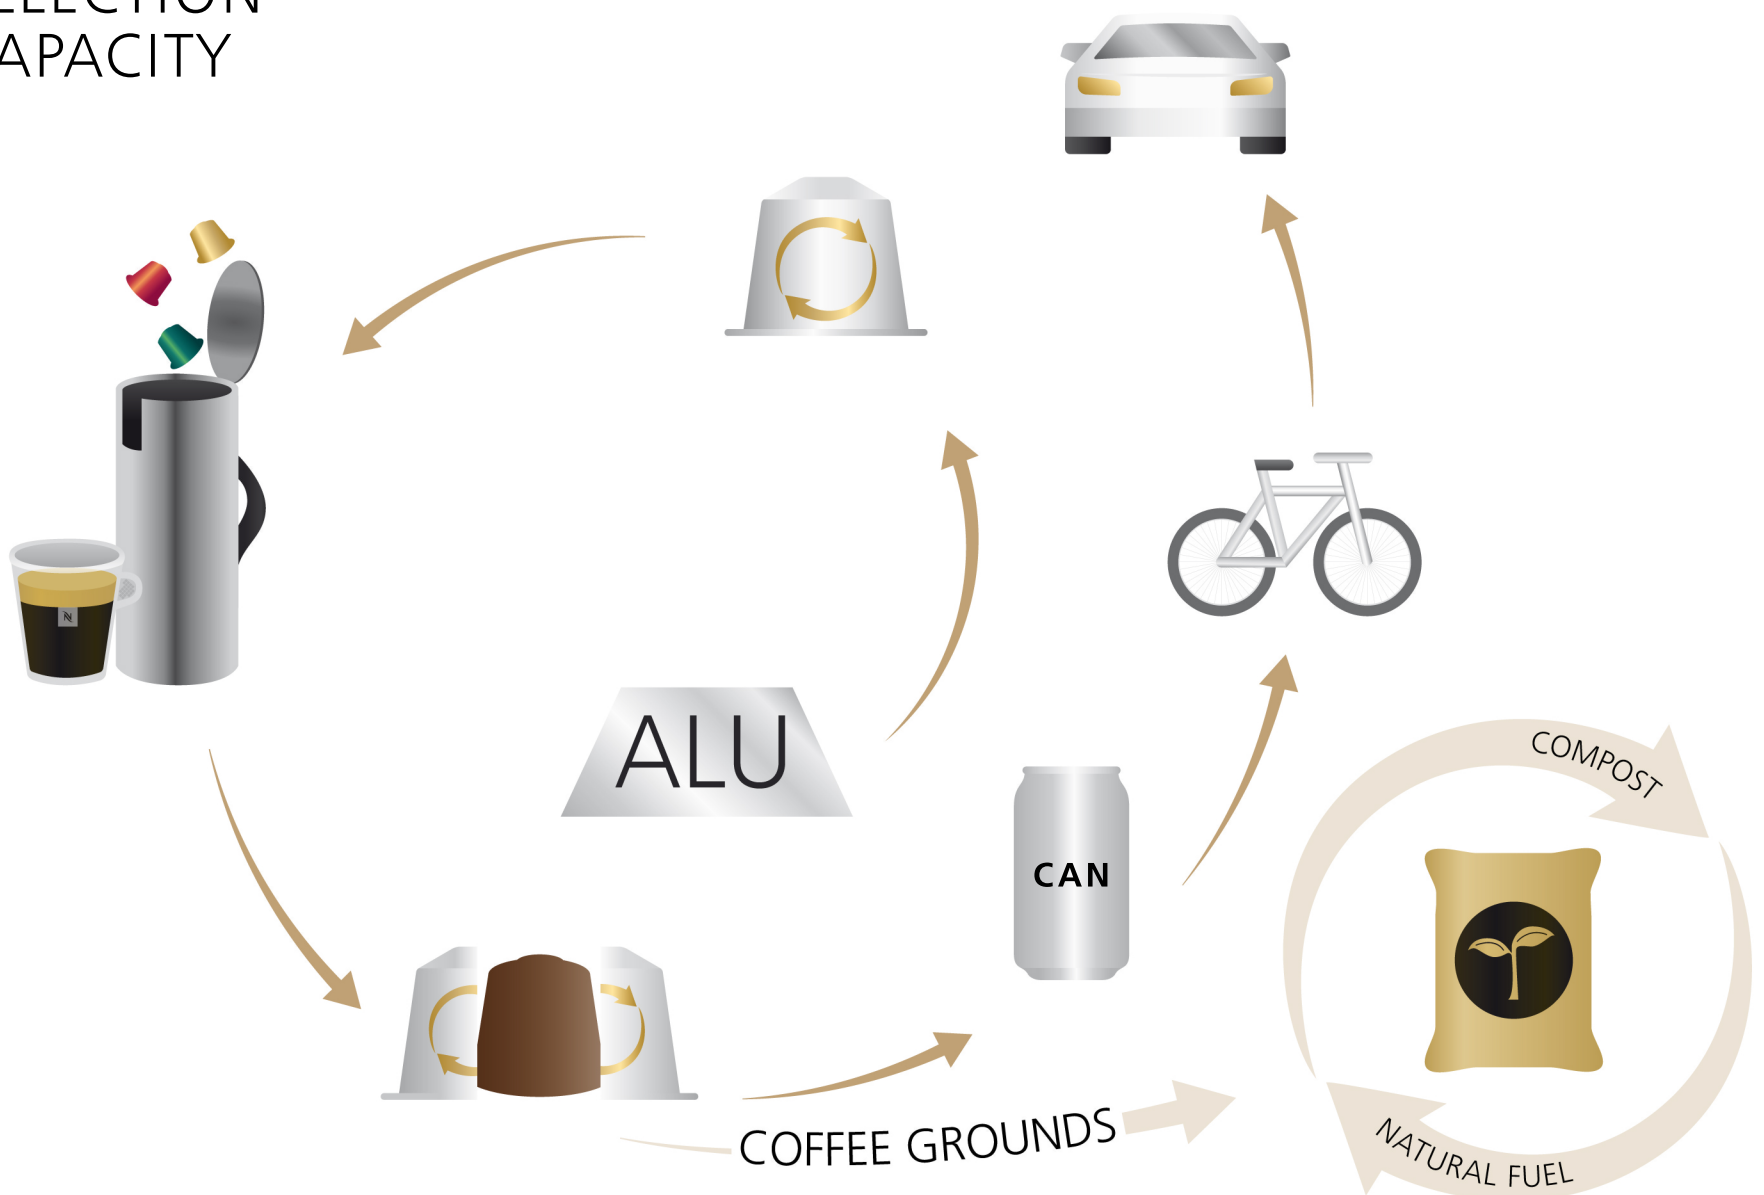 APACITY
ALU
COMPOST
CAN
COFFEE GROUNDS
NATURAL FUEL